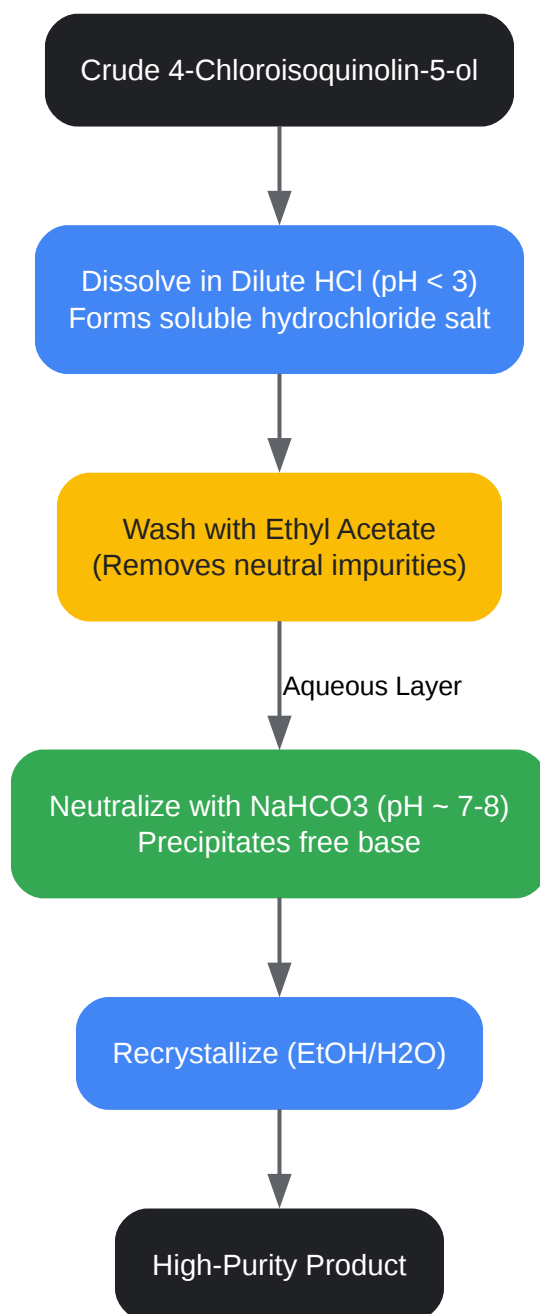 Crude 4-Chloroisoquinolin-5-ol
Dissolve in Dilute HCl (pH < 3)
Forms soluble hydrochloride salt
Wash with Ethyl Acetate
(Removes neutral impurities)
Aqueous Layer
Neutralize with NaHCO3 (pH ~ 7-8)
Precipitates free base
Recrystallize (EtOH/H2O)
High-Purity Product